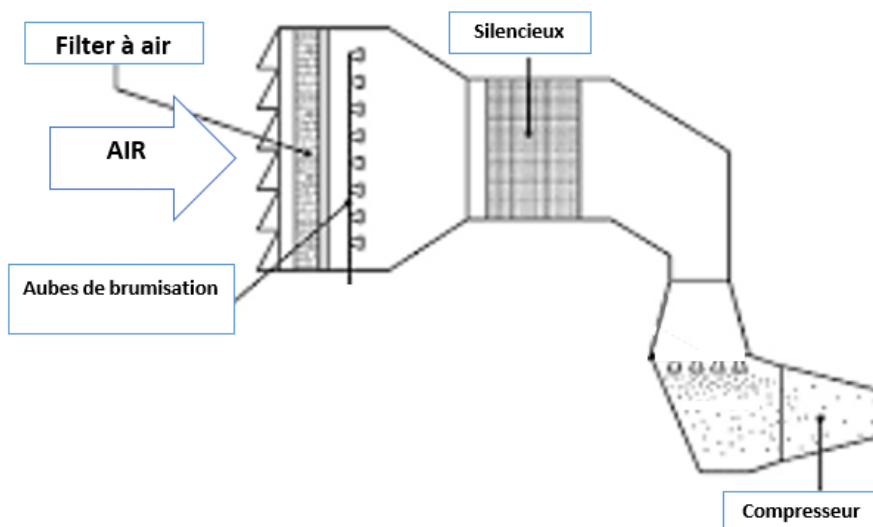 Filter à air
Silencieux
AIR
Aubes de brumisation
Compresseur